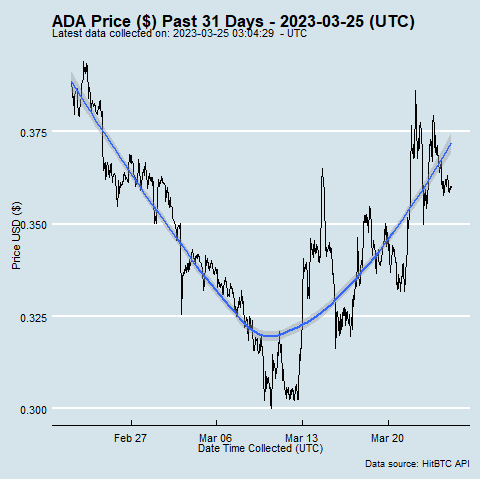 ADA Price ($) Past 31 Days - 2023-03-25 (UTC)
Latest data collected on: 2023-03-25 03:04:29 - UTC
0.375
0.350
0.325
0.300
Price USD ($)
Feb 27
Mar 06
Mar 13
Mar 20
Date Time Collected (UTC)
Data source: HitBTC API